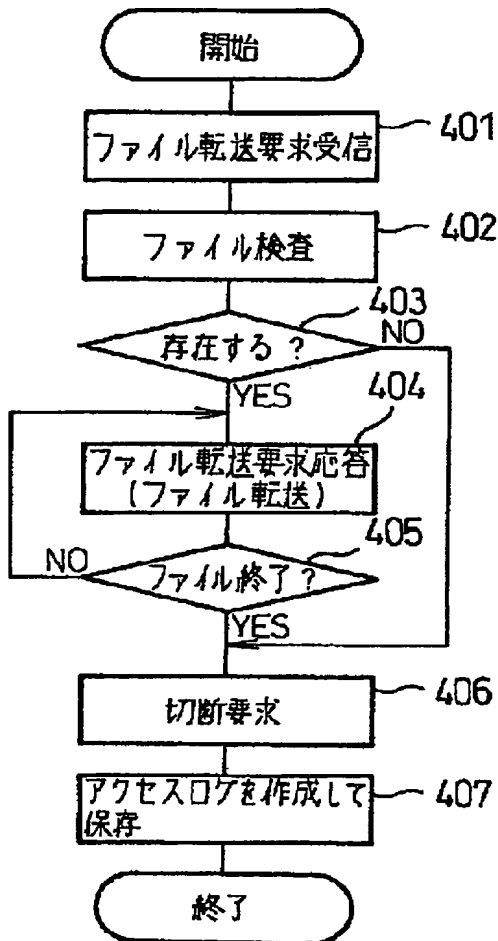 開始
ファイル転送要求受信
401
ファイル検査
402
403
存在する?
NO
YES
404
ファイル転送要求応答
(ファイル転送)
405
NO
ファイル終了?
YES
切断要求
406
アクセスログを作成して
保存
407
終了